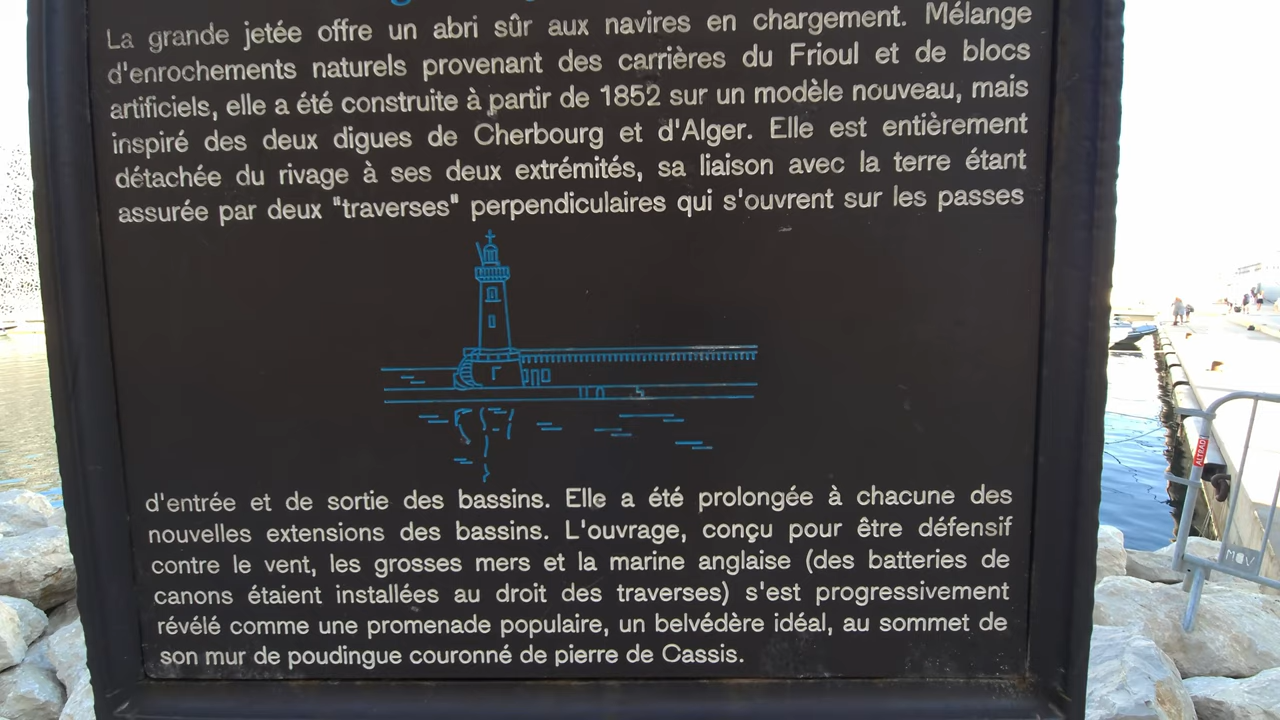 La grande jetée offre un abri sûr aux navires en chargement. Mélange
d'enrochements naturels provenant des carrières du Frioul et de blocs
artificiels, elle a été construite à partir de 1852 sur un modèle nouveau, mais
inspiré des deux digues de Cherbourg et d'Alger. Elle est entièrement
détachée du rivage à ses deux extrémités, sa liaison avec la terre étant
assurée par deux "traverses" perpendiculaires qui s'ouvrent sur les passes
d'entrée et de sortie des bassins. Elle a été prolongée à chacune des
nouvelles extensions des bassins. L'ouvrage, conçu pour être défensif
contre le vent, les grosses mers et la marine anglaise (des batteries de
canons étaient installées au droit des traverses) s'est progressivement
révélé comme une promenade populaire, un belvédère idéal, au sommet de
son mur de poudingue couronné de pierre de Cassis.
ALTRAD